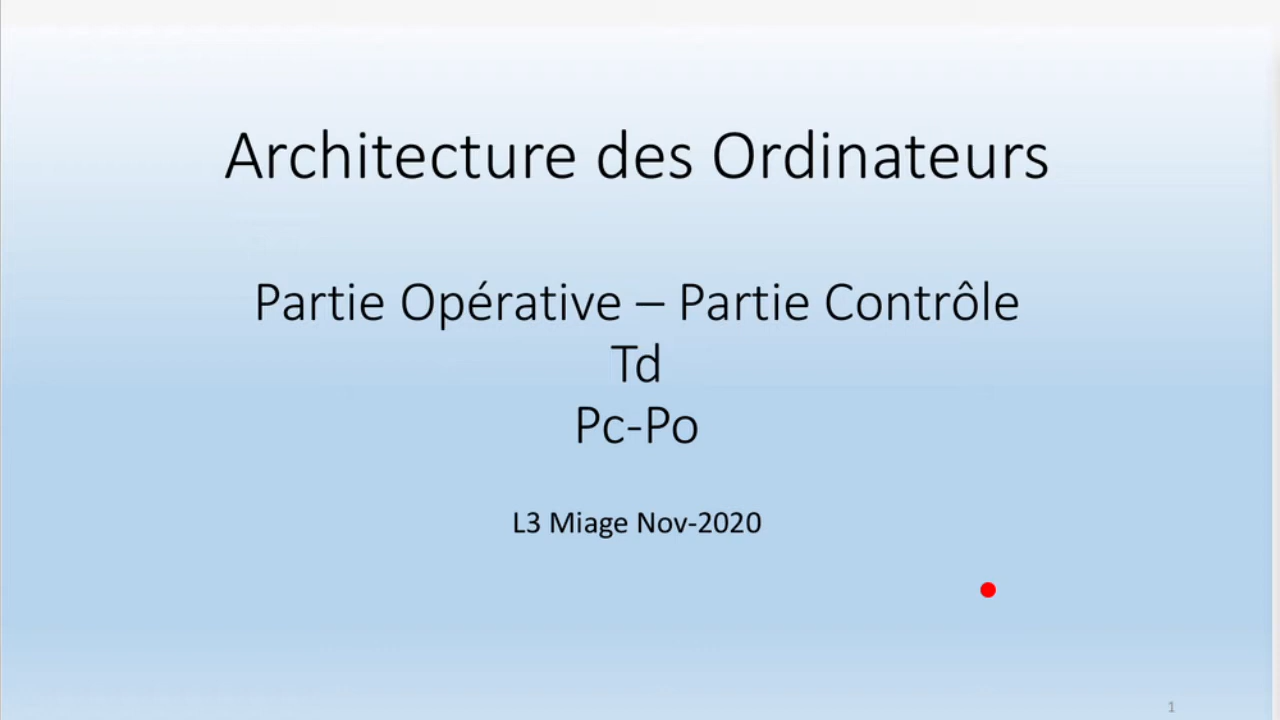 Architecture des Ordinateurs
Partie Opérative – Partie Contrôle
Td
Pc-Po
L3 Miage Nov-2020
1